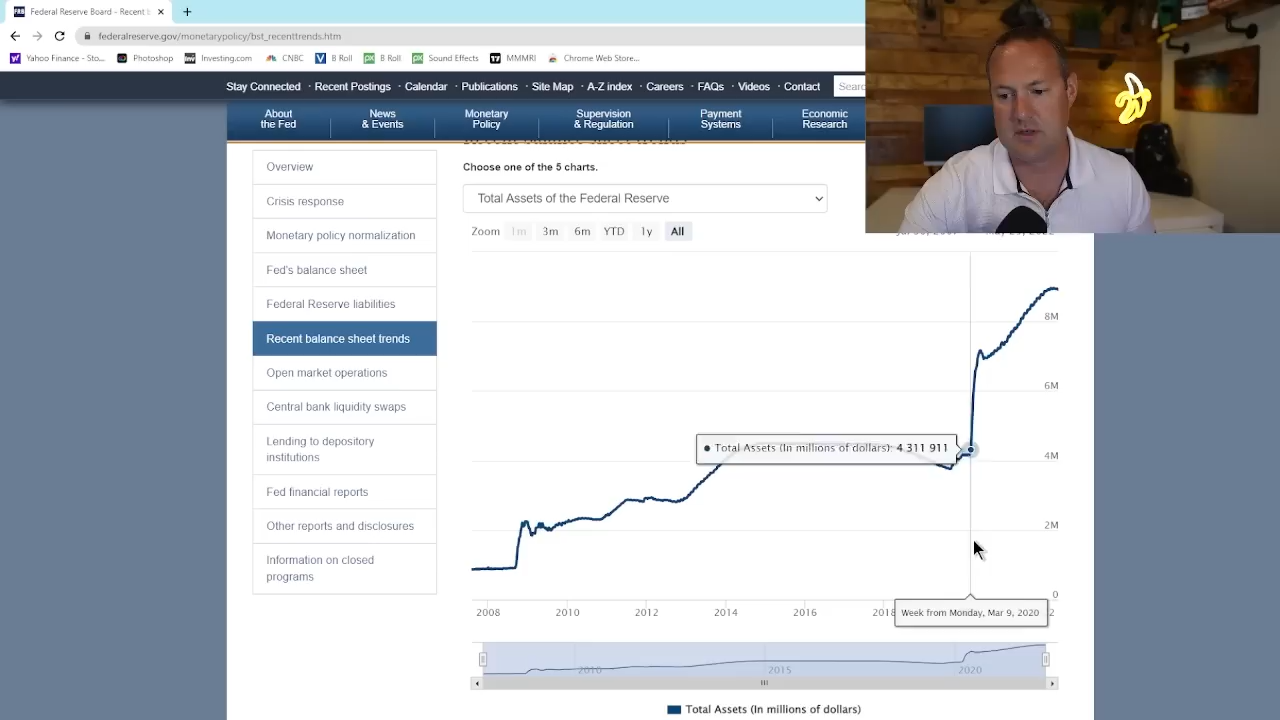 Federal Reserve Board - Recent b
federalreserve.gov/monetarypolicy/bst_recenttrends.htm
Yahoo Finance - Sto... Photoshop Investing.com CNBC B Roll B Roll Sound Effects MMMRI Chrome Web Store...
Stay Connected Recent Postings Calendar Publications Site Map A-Z index Careers FAQs Videos Contact Searc
About the Fed
News & Events
Monetary Policy
Supervision & Regulation
Payment Systems
Economic Research
Overview
Crisis response
Monetary policy normalization
Fed's balance sheet
Federal Reserve liabilities
Recent balance sheet trends
Open market operations
Central bank liquidity swaps
Lending to depository
institutions
Fed financial reports
Other reports and disclosures
Information on closed
programs
Choose one of the 5 charts.
Total Assets of the Federal Reserve
Zoom 1m 3m 6m YTD 1y All
8M
6M
Total Assets (In millions of dollars): 4 311 911
4M
2M
0
2008 2010 2012 2014 2016 2018 2
Week from Monday, Mar 9, 2020
2010 2015 2020
Total Assets (In millions of dollars)